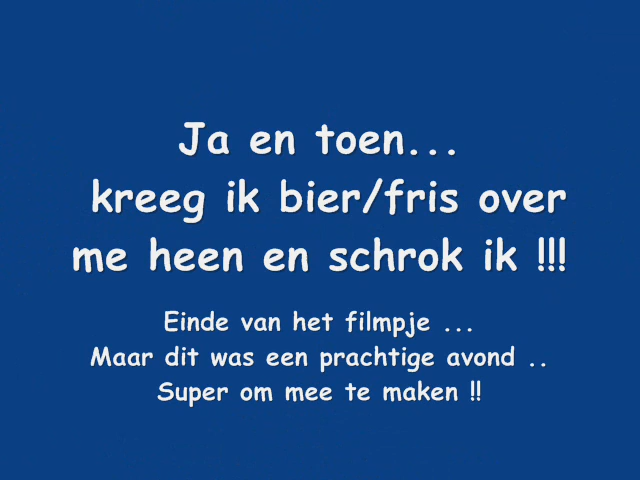 Ja en toen...
kreeg ik bier/fris over
me heen en schrok ik !!!
Einde van het filmpje ...
Maar dit was een prachtige avond ..
Super om mee te maken !!